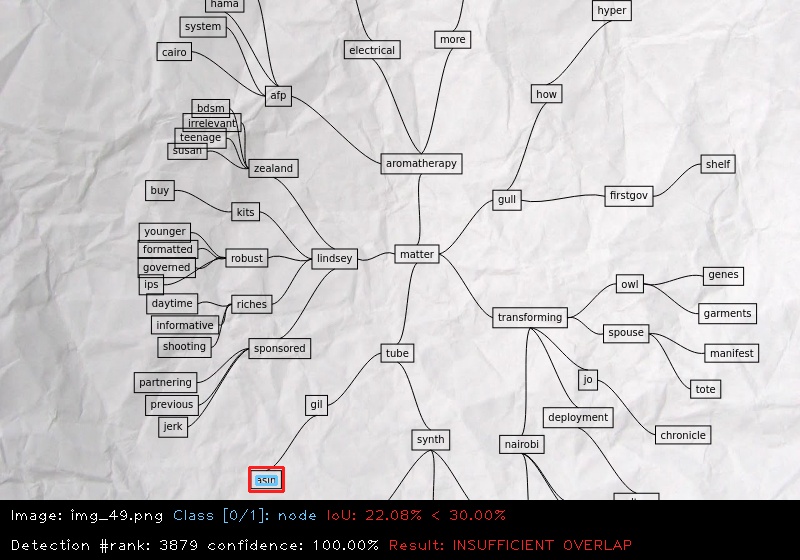 hama
system
cairo
afp
electrical
more
hyper
how
bdsm
irrelevant
teenage
susan
zealand
aromatherapy
shelf
buy
kits
gull
firstgov
younger
formatted
governed
ips
robust
lindsey
matter
genes
owl
garments
daytime
informative
shooting
riches
transforming
spouse
manifest
sponsored
tube
jo
tote
partnering
previous
jerk
gil
deployment
synth
nairobi
chronicle
asin
Image: img_49.png Class [0/1]: node IoU: 22.08% < 30.00%
Detection #rank: 3879 confidence: 100.00% Result: INSUFFICIENT OVERLAP